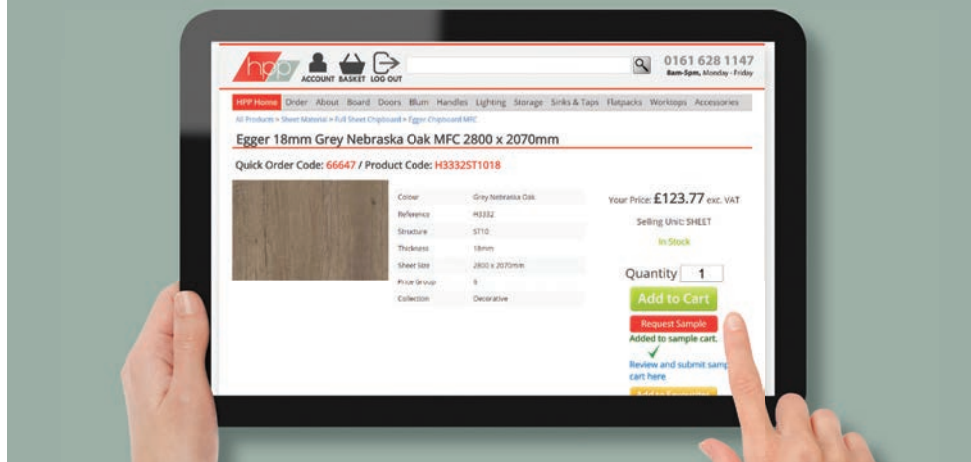 hpp
ACCOUNT BASKET LOG OUT
0161 628 1147
8am-5pm, Monday - Friday
HPP Home Order About Board Doors Blum Handles Lighting Storage Sinks & Taps Flatpacks Worktops Accessories
All Products > Sheet Material > Full Sheet Chipboard > Egger Chipboard MFC
Egger 18mm Grey Nebraska Oak MFC 2800 x 2070mm
Quick Order Code: 66647 / Product Code: H3332ST1018
Colour Grey Nebraska Oak
Reference H3332
Structure ST10
Thickness 18mm
Sheet Size 2800 x 2070mm
Price Group 6
Collection Decorative
Your Price: £123.77 exc. VAT
Selling Unit: SHEET
In Stock
Quantity 1
Add to Cart
Request Sample
Added to sample cart.
Review and submit
cart here